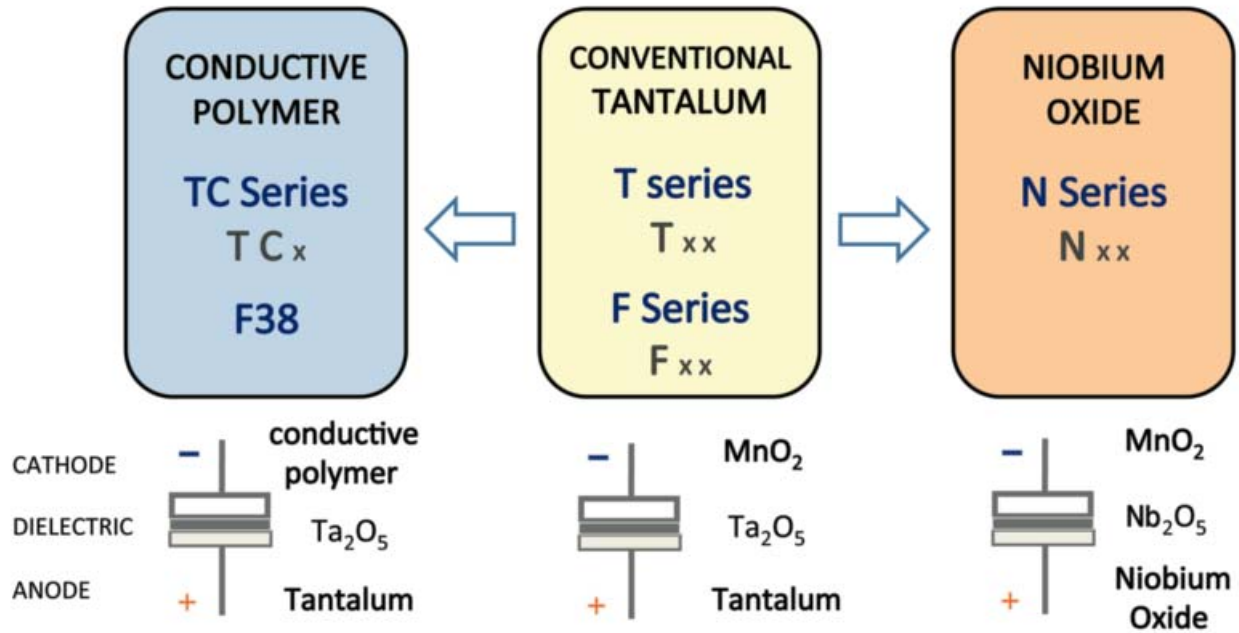 CONDUCTIVE
POLYMER
TC Series
T C x
F38
CONVENTIONAL
TANTALUM
T series
T x x
F Series
F x x
NIOBIUM
OXIDE
N Series
N x x
CATHODE
DIELECTRIC
ANODE
−
conductive
polymer
Ta₂O₅
+
Tantalum
−
MnO₂
Ta₂O₅
+
Tantalum
−
MnO₂
Nb₂O₅
+
Niobium
Oxide